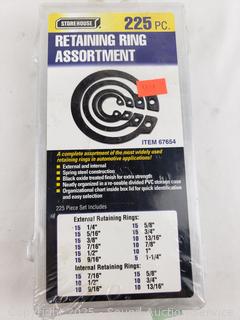 STOREHOUSE
225 PC.
RETAINING RING
ASSORTMENT
ITEM 67654
A complete assortment of the most widely used
retaining rings in automotive applications!
External and internal
Spring steel construction
Black oxide treated finish for extra strength
Neatly organized in a re-sealable divided PVC storage case
Organizational chart inside box lid for quick identification
and easy selection
225 Piece Set Includes
External Retaining Rings:
15 1/4" 15 5/8"
15 5/16" 15 3/4"
15 3/8" 10 13/16"
15 7/16" 10 7/8"
15 1/2" 10 1"
15 9/16" 5 1-1/4"
Internal Retaining Rings:
15 7/16" 15 5/8"
10 1/2" 15 3/4"
10 9/16" 10 13/16"